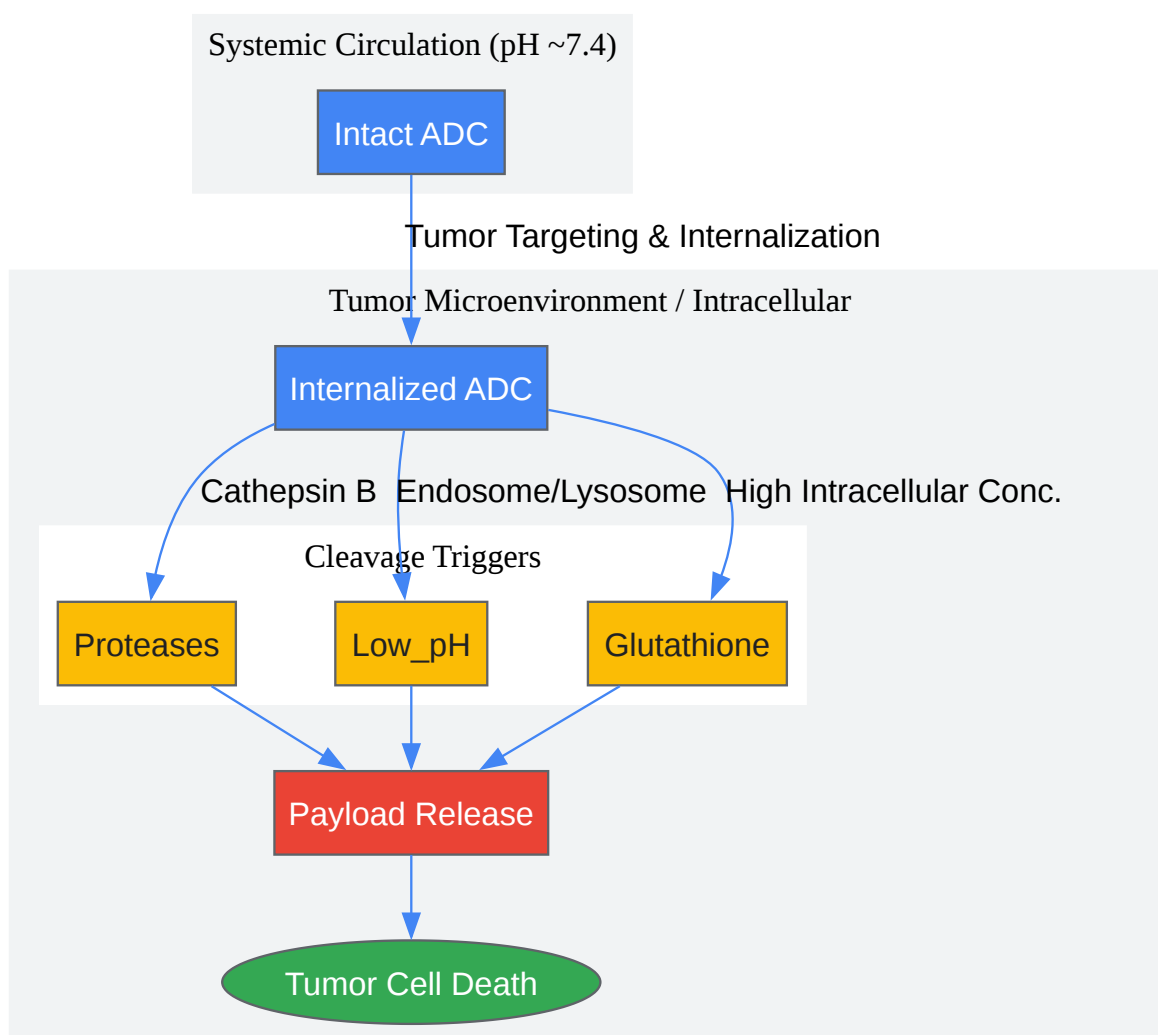 Systemic Circulation (pH ~7.4)
Intact ADC
Tumor Targeting & Internalization
Tumor Microenvironment / Intracellular
Internalized ADC
Cathepsin B
Endosome/Lysosome
High Intracellular Conc.
Cleavage Triggers
Proteases
Low_pH
Glutathione
Payload Release
Tumor Cell Death